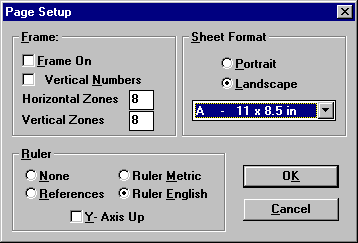 Page Setup
Frame:
Frame On
Vertical Numbers
Horizontal Zones 8
Vertical Zones 8
Sheet Format
Portrait
Landscape
A - 11 x 8.5 in
Ruler
None
Ruler Metric
References
Ruler English
Y- Axis Up
OK
Cancel